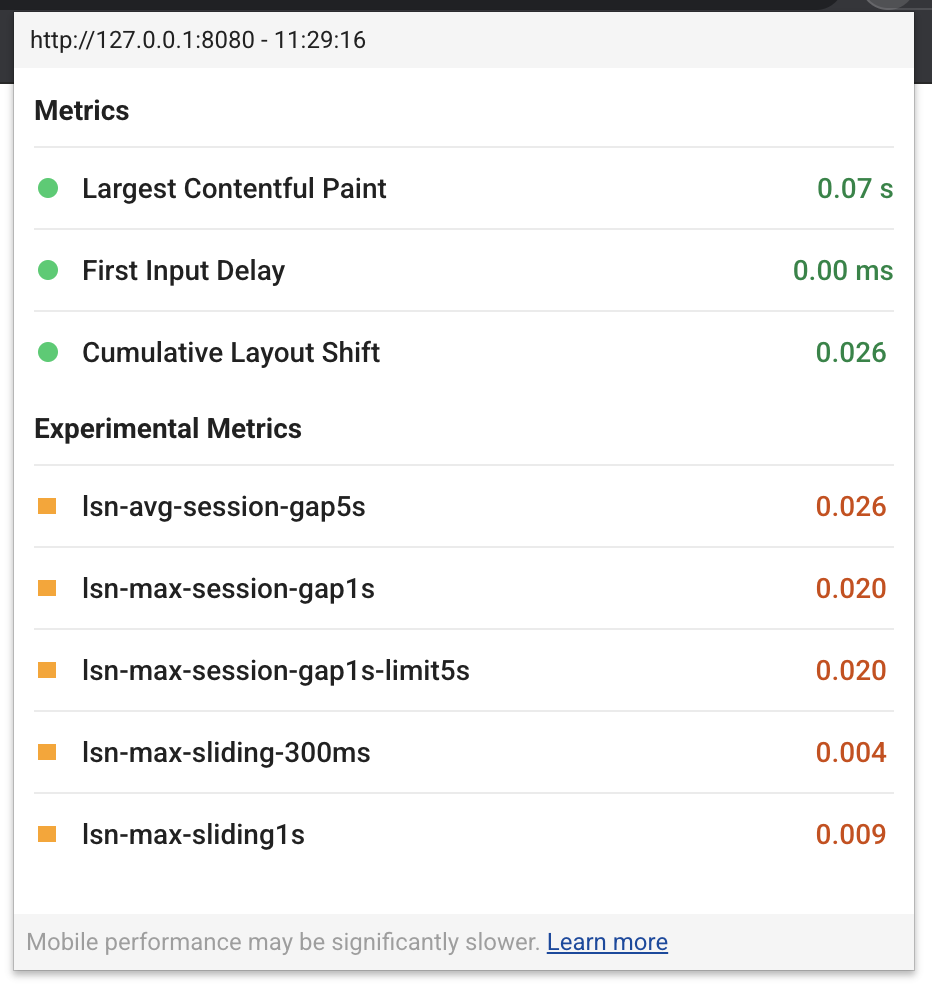 http://127.0.0.1:8080 - 11:29:16
Metrics
Largest Contentful Paint 0.07 s
First Input Delay 0.00 ms
Cumulative Layout Shift 0.026
Experimental Metrics
lsn-avg-session-gap5s 0.026
lsn-max-session-gap1s 0.020
lsn-max-session-gap1s-limit5s 0.020
lsn-max-sliding-300ms 0.004
lsn-max-sliding1s 0.009
Mobile performance may be significantly slower. Learn more